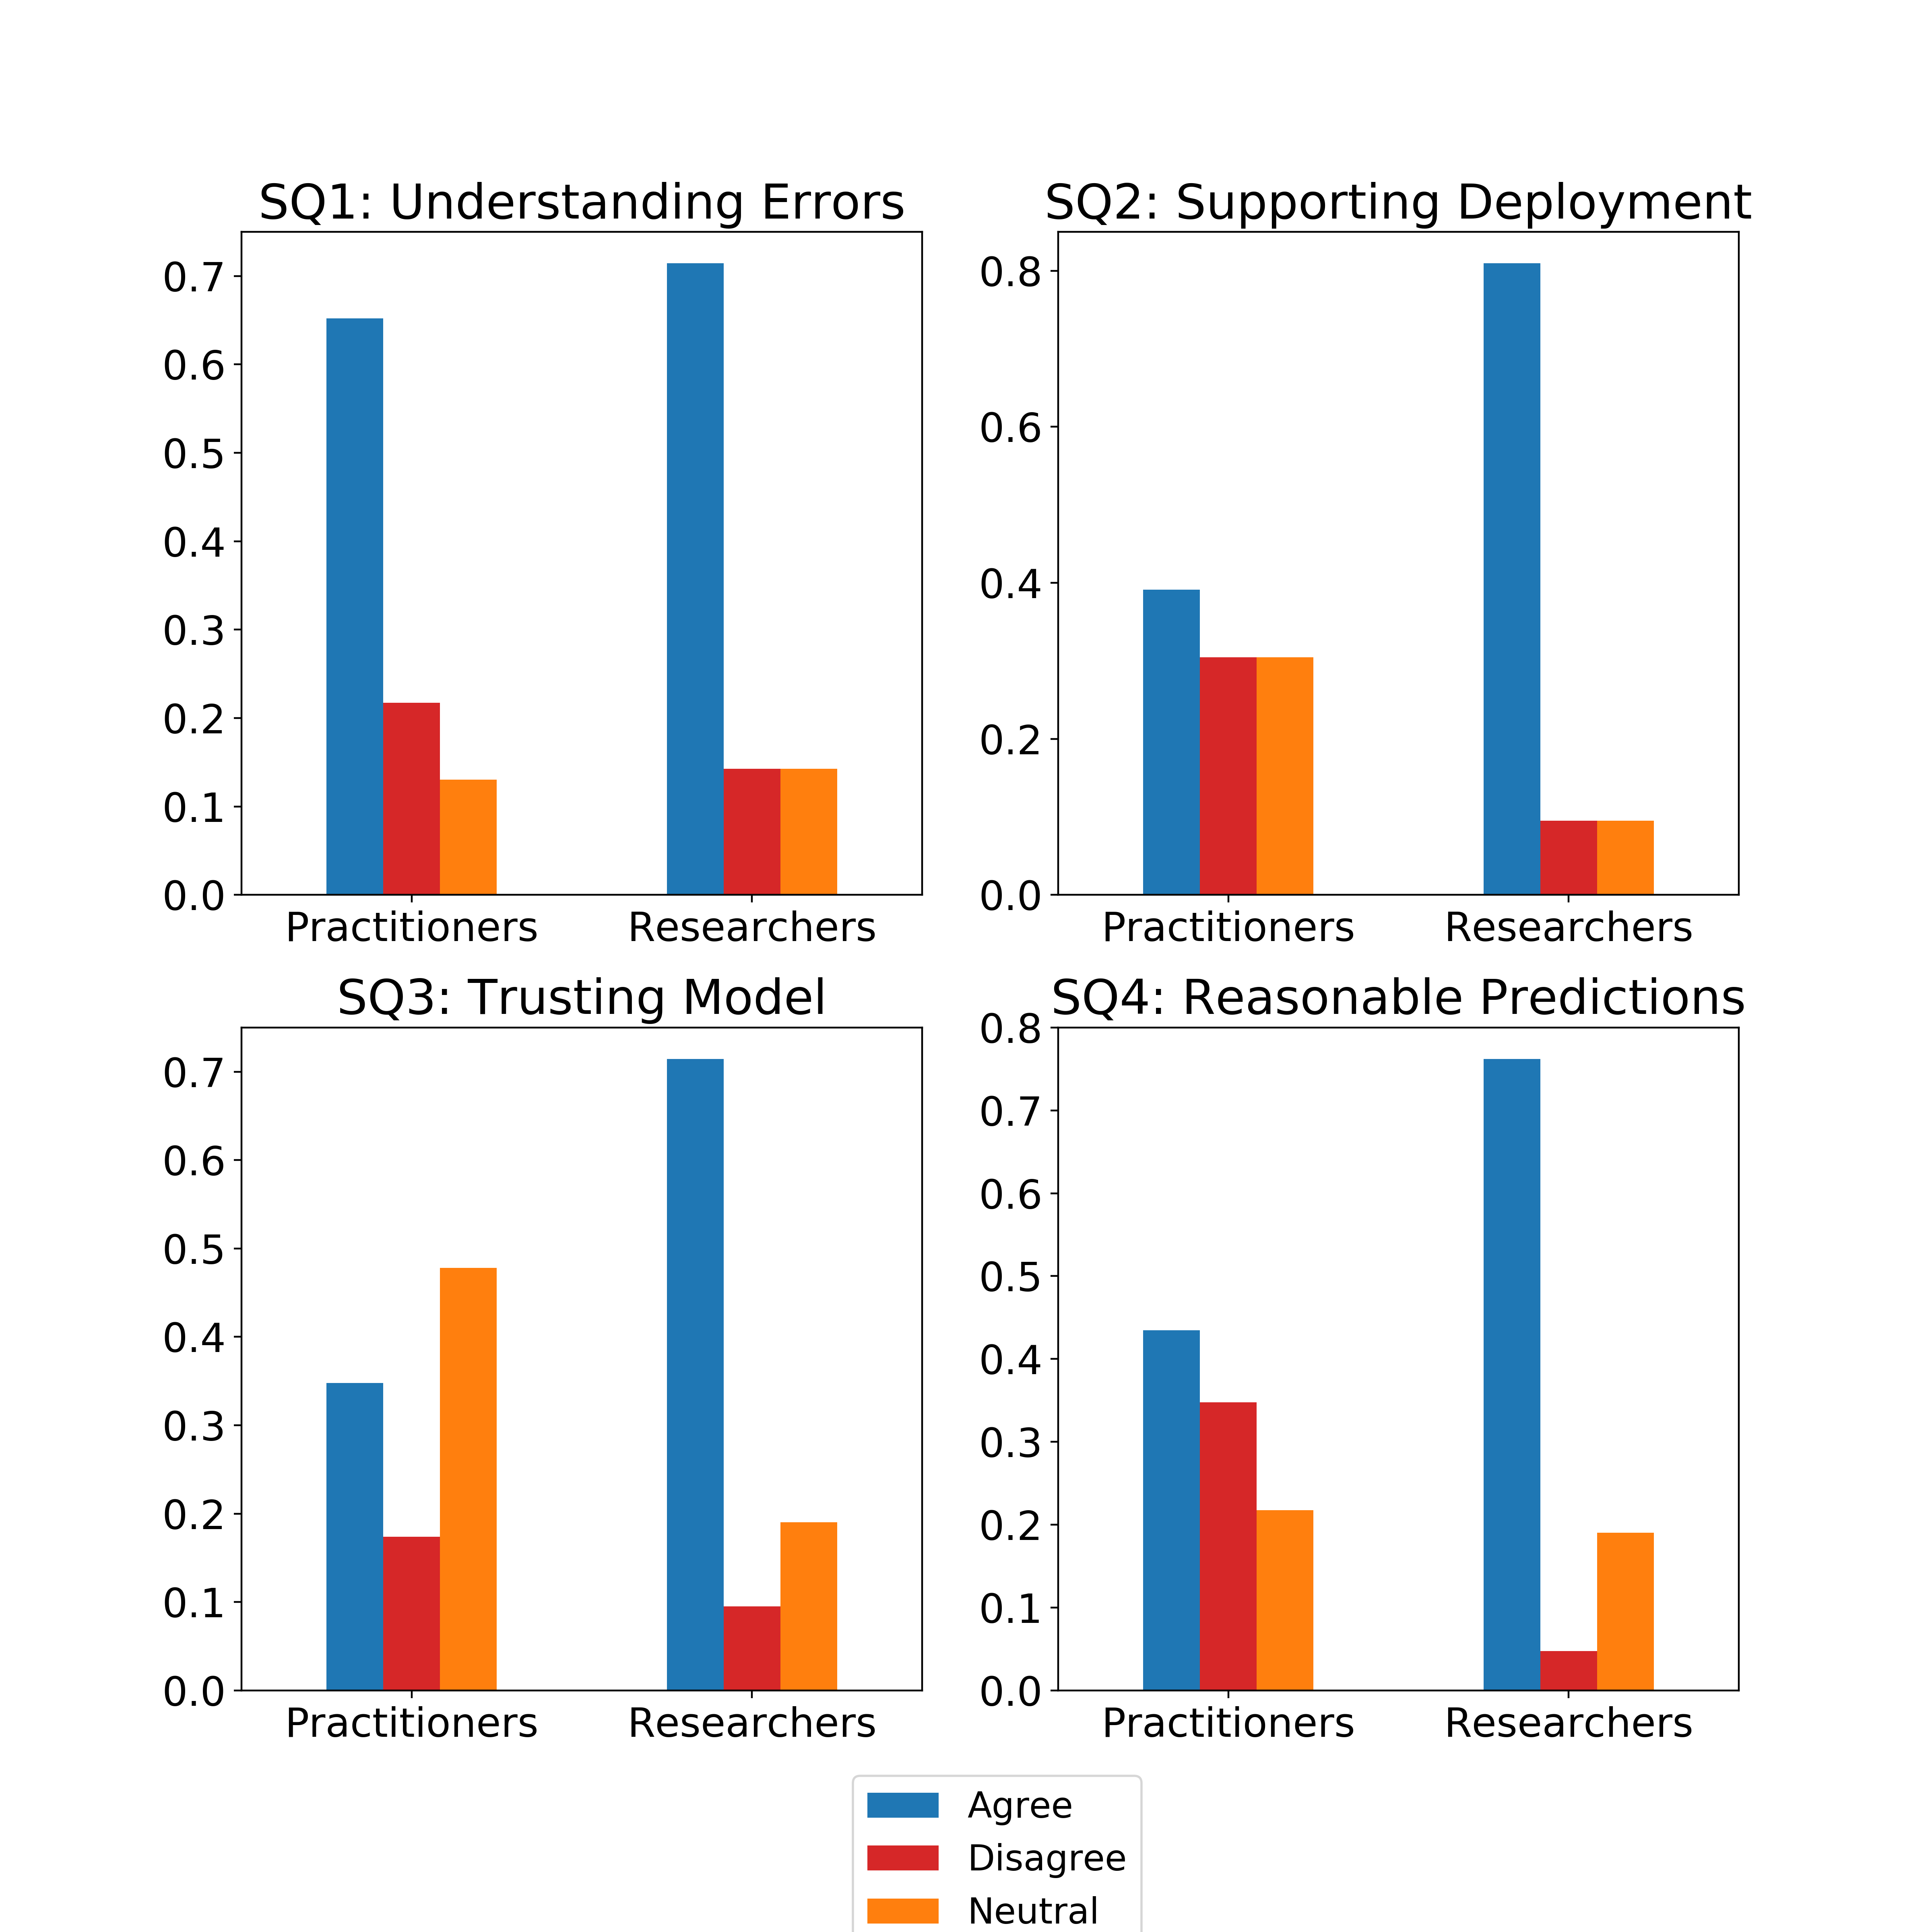 SQ1: Understanding Errors
0.7
0.6
0.5
0.4
0.3
0.2
0.1
0.0
Practitioners Researchers
SQ2: Supporting Deployment
0.8
0.6
0.4
0.2
0.0
Practitioners Researchers
SQ3: Trusting Model
0.7
0.6
0.5
0.4
0.3
0.2
0.1
0.0
Practitioners Researchers
SQ4: Reasonable Predictions
0.8
0.7
0.6
0.5
0.4
0.3
0.2
0.1
0.0
Practitioners Researchers
Agree
Disagree
Neutral